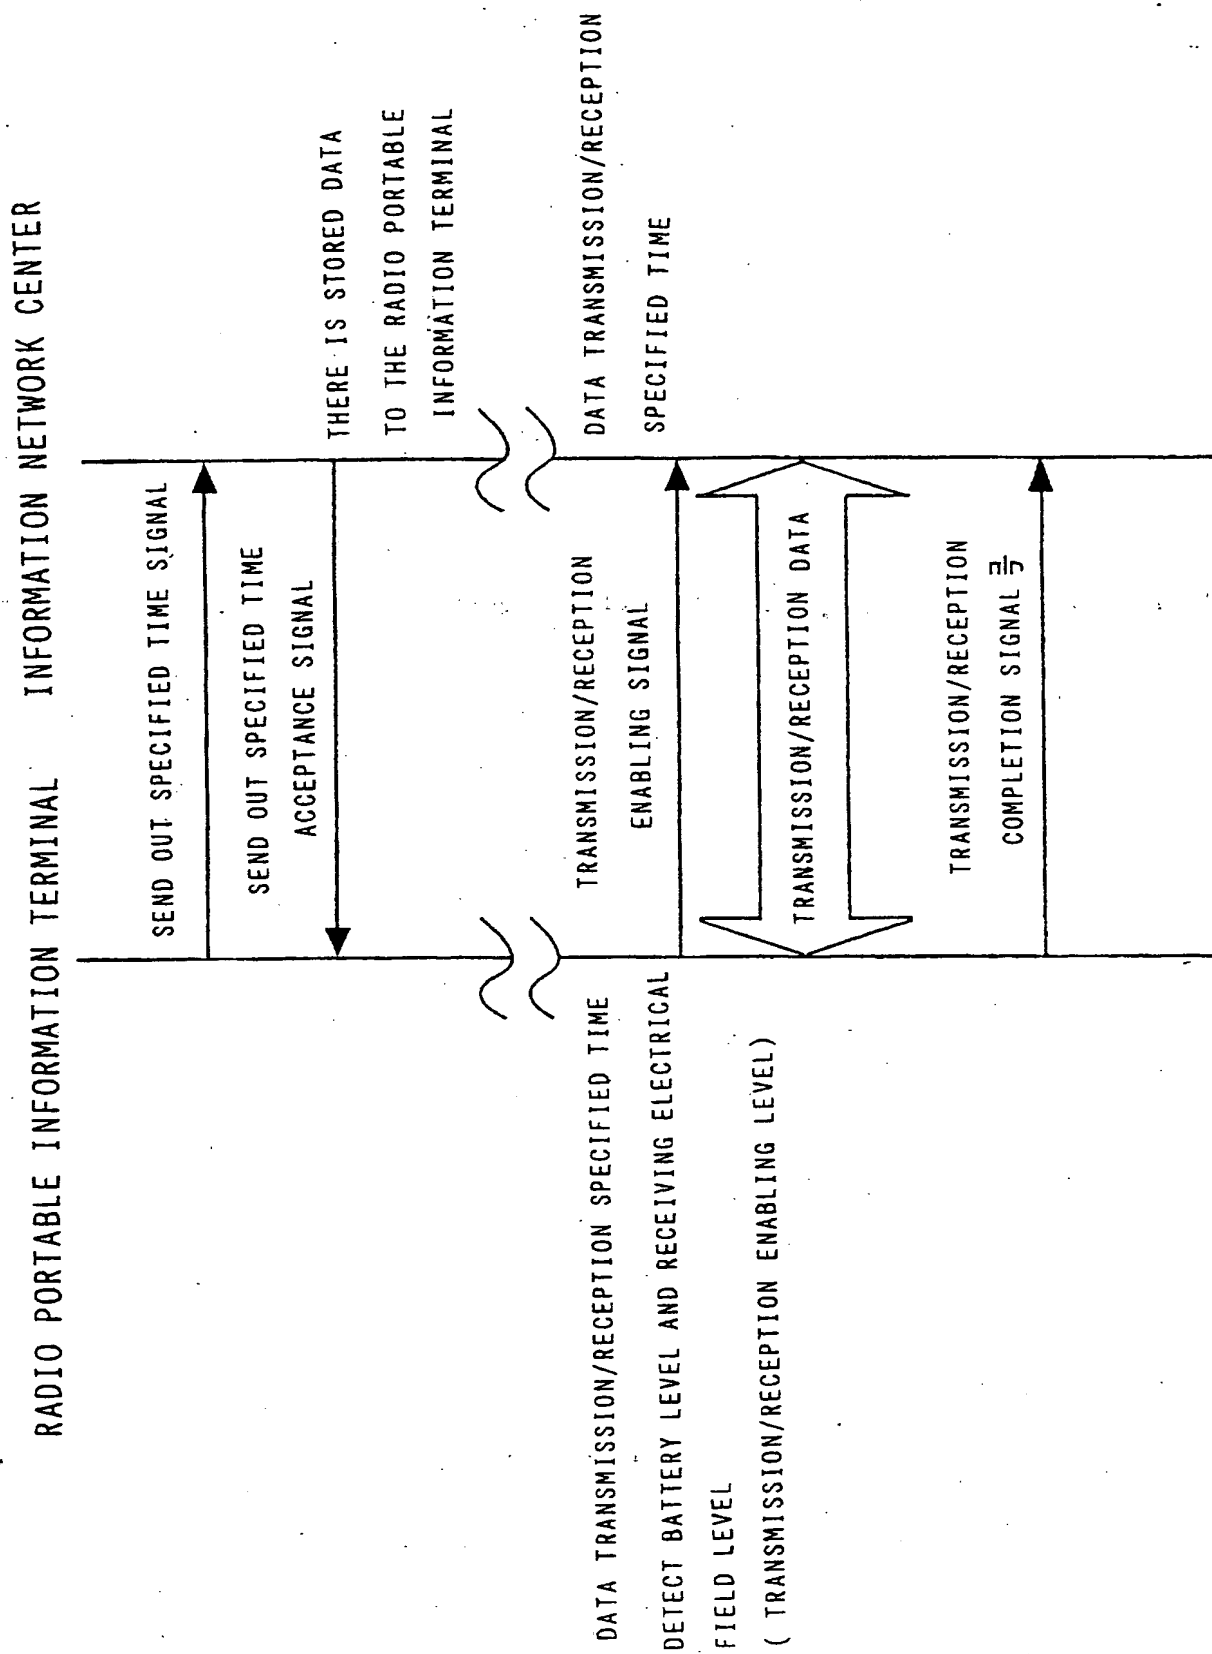 RADIO PORTABLE INFORMATION TERMINAL
INFORMATION NETWORK CENTER
SEND OUT SPECIFIED TIME SIGNAL
SEND OUT SPECIFIED TIME
ACCEPTANCE SIGNAL
THERE IS STORED DATA
TO THE RADIO PORTABLE
INFORMATION TERMINAL
DATA TRANSMISSION/RECEPTION SPECIFIED TIME
DETECT BATTERY LEVEL AND RECEIVING ELECTRICAL
FIELD LEVEL
( TRANSMISSION/RECEPTION ENABLING LEVEL)
TRANSMISSION/RECEPTION
ENABLING SIGNAL
DATA TRANSMISSION/RECEPTION
SPECIFIED TIME
TRANSMISSION/RECEPTION DATA
TRANSMISSION/RECEPTION
COMPLETION SIGNAL